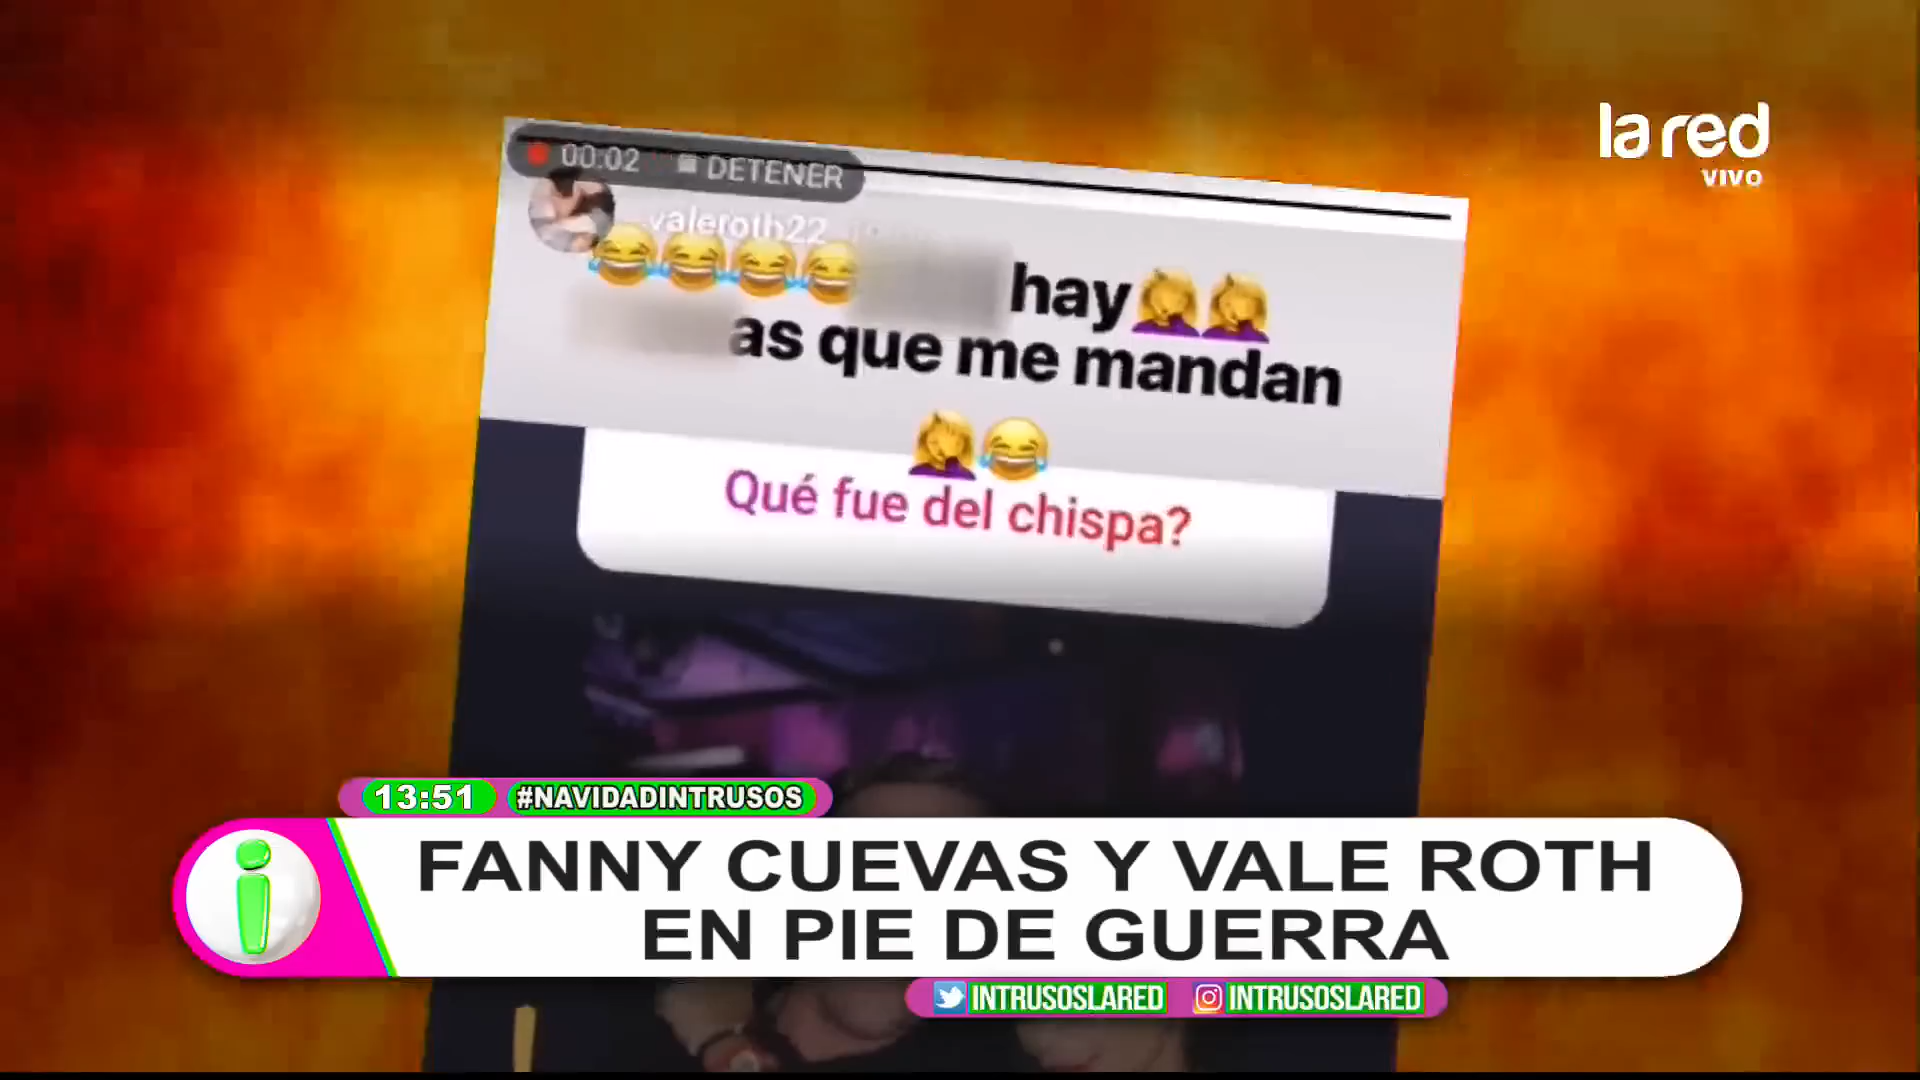 la red
VIVO
00:02 DETENER
valeroth22
hay
as que me mandan
Qué fue del chispa?
13:51 #NAVIDADINTRUSOS
FANNY CUEVAS Y VALE ROTH
EN PIE DE GUERRA
INTRUSOSLARED INTRUSOSLARED